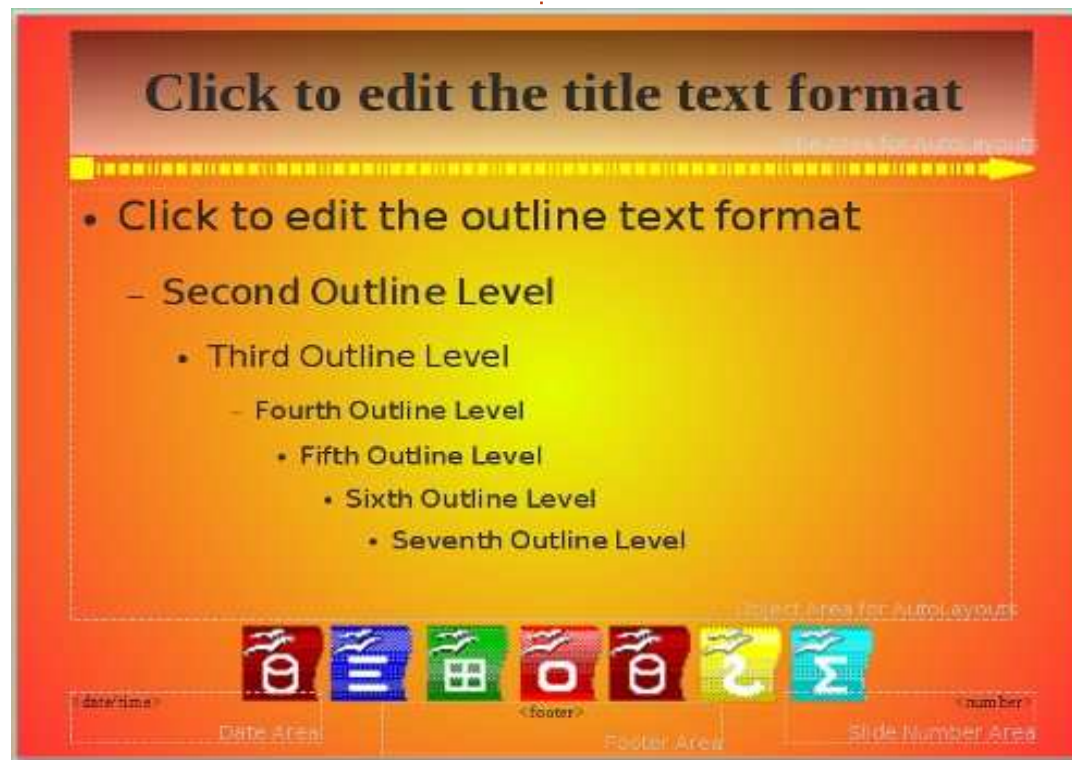 Click to edit the title text format
Title Area for AutoLayouts
• Click to edit the outline text format
– Second Outline Level
• Third Outline Level
– Fourth Outline Level
• Fifth Outline Level
• Sixth Outline Level
• Seventh Outline Level
Object Area for AutoLayouts
<date/time>
<footer>
<number>
Date Area
Footer Area
Slide Number Area